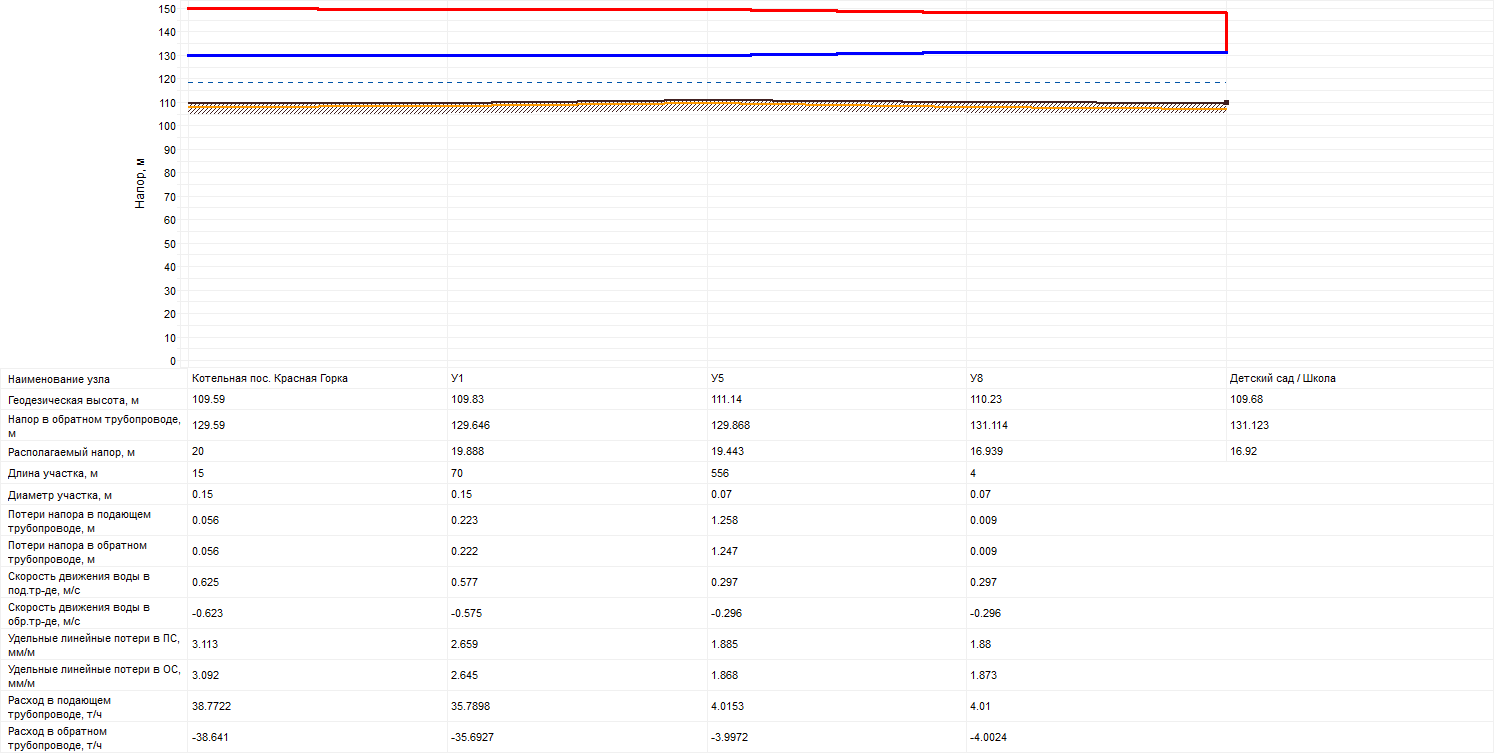 150
140
130
120
110
100
90
80
70
60
50
40
30
20
10
0
Напор, м
Наименование узла Котельная пос. Красная Горка У1 У5 У8 Детский сад / Школа
Геодезическая высота, м 109.59 109.83 111.14 110.23 109.68
Напор в обратном трубопроводе,
м 129.59 129.646 129.868 131.114 131.123
Располагаемый напор, м 20 19.888 19.443 16.939 16.92
Длина участка, м 15 70 556 4
Диаметр участка, м 0.15 0.15 0.07 0.07
Потери напора в подающем
трубопроводе, м 0.056 0.223 1.258 0.009
Потери напора в обратном
трубопроводе, м 0.056 0.222 1.247 0.009
Скорость движения воды в
под.тр-де, м/с 0.625 0.577 0.297 0.297
Скорость движения воды в
обр.тр-де, м/с -0.623 -0.575 -0.296 -0.296
Удельные линейные потери в ПС,
мм/м 3.113 2.659 1.885 1.88
Удельные линейные потери в ОС,
мм/м 3.092 2.645 1.868 1.873
Расход в подающем
трубопроводе, т/ч 38.7722 35.7898 4.0153 4.01
Расход в обратном
трубопроводе, т/ч -38.641 -35.6927 -3.9972 -4.0024